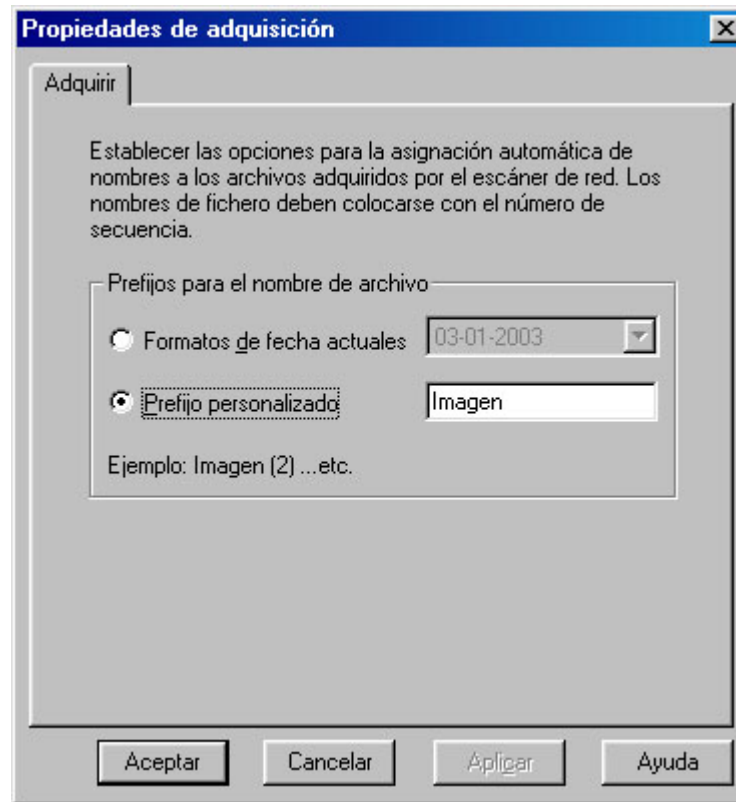 Propiedades de adquisición
Adquirir
Establecer las opciones para la asignación automática de
nombres a los archivos adquiridos por el escáner de red. Los
nombres de fichero deben colocarse con el número de
secuencia.
Prefijos para el nombre de archivo
Formatos de fecha actuales 03-01-2003
Prefijo personalizado Imagen
Ejemplo: Imagen (2) ...etc.
Aceptar Cancelar Aplicar Ayuda